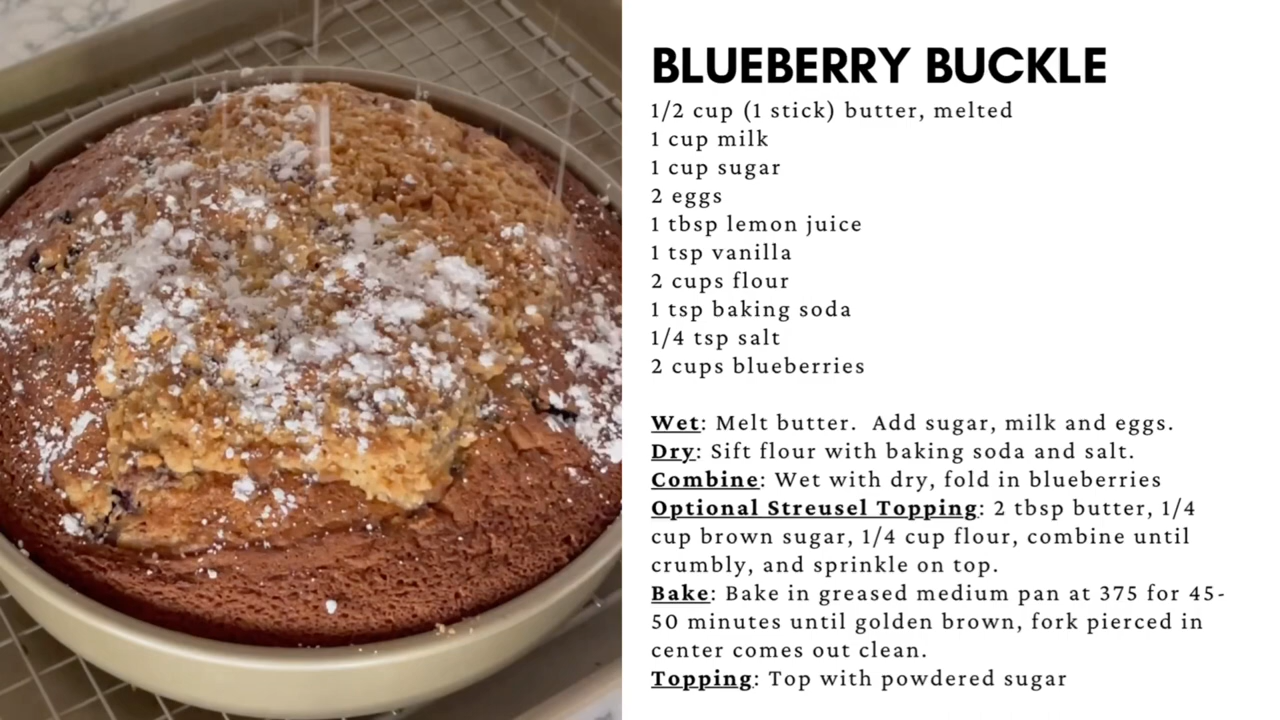 BLUEBERRY BUCKLE
1/2 cup (1 stick) butter, melted
1 cup milk
1 cup sugar
2 eggs
1 tbsp lemon juice
1 tsp vanilla
2 cups flour
1 tsp baking soda
1/4 tsp salt
2 cups blueberries
Wet: Melt butter.  Add sugar, milk and eggs.
Dry: Sift flour with baking soda and salt.
Combine: Wet with dry, fold in blueberries
Optional Streusel Topping: 2 tbsp butter, 1/4
cup brown sugar, 1/4 cup flour, combine until
crumbly, and sprinkle on top.
Bake: Bake in greased medium pan at 375 for 45-
50 minutes until golden brown, fork pierced in
center comes out clean.
Topping: Top with powdered sugar